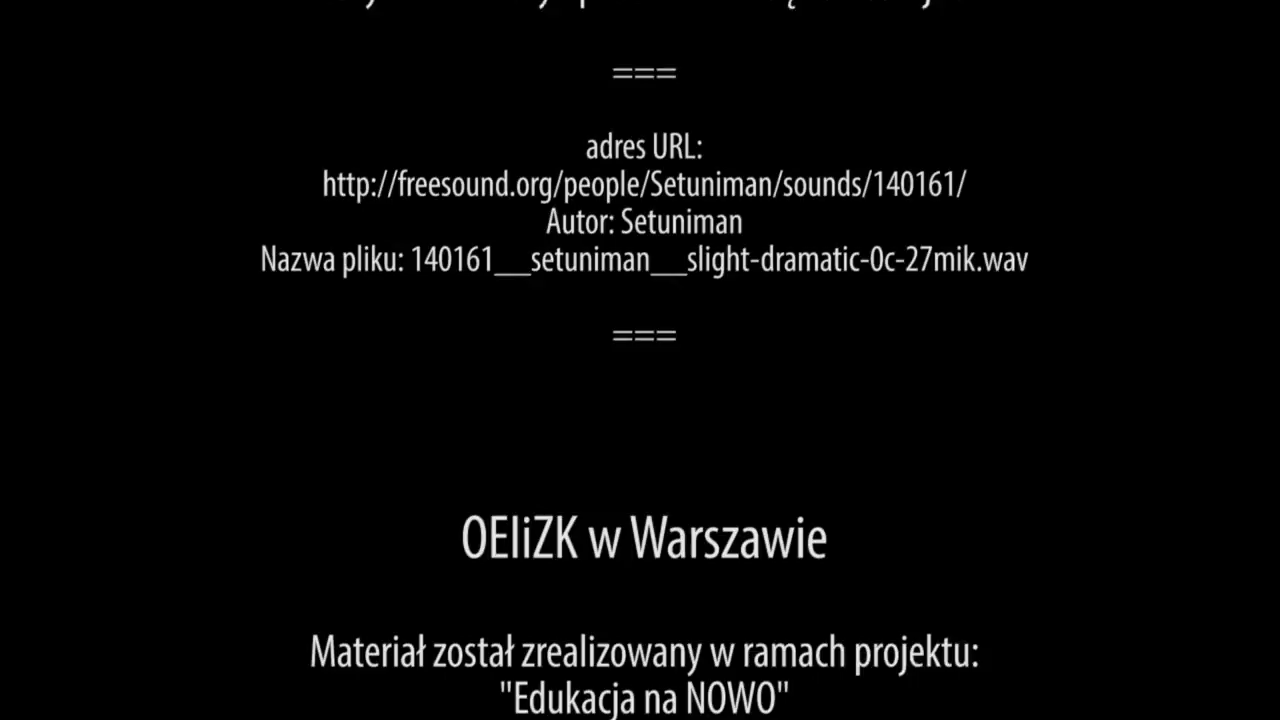 ===
adres URL:
http://freesound.org/people/Setuniman/sounds/140161/
Autor: Setuniman
Nazwa pliku: 140161__setuniman__slight-dramatic-0c-27mik.wav
===
OEIiZK w Warszawie
Materiał został zrealizowany w ramach projektu:
"Edukacja na NOWO"